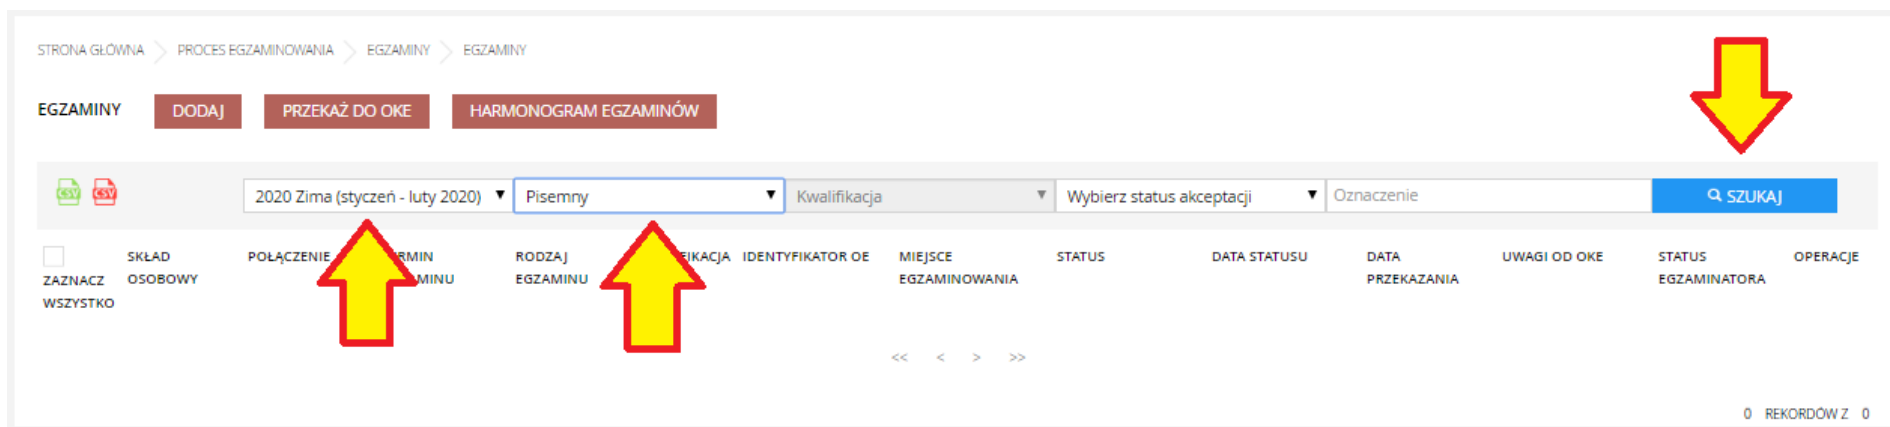 STRONA GŁÓWNA PROCES EGZAMINOWANIA EGZAMINY EGZAMINY
EGZAMINY DODAJ PRZEKAŻ DO OKE HARMONOGRAM EGZAMINÓW
CSV CSV 2020 Zima (styczeń - luty 2020) Pisemny Kwalifikacja Wybierz status akceptacji Oznaczenie SZUKAJ
ZAZNACZ WSZYSTKO
SKŁAD OSOBOWY
POŁĄCZENIE
RODZAJ EGZAMINU
IDENTYFIKATOR OE
MIEJSCE EGZAMINOWANIA
STATUS
DATA STATUSU
DATA PRZEKAZANIA
UWAGI OD OKE
STATUS EGZAMINATORA
OPERACJE
<< < > >>
0 REKORDÓW Z 0